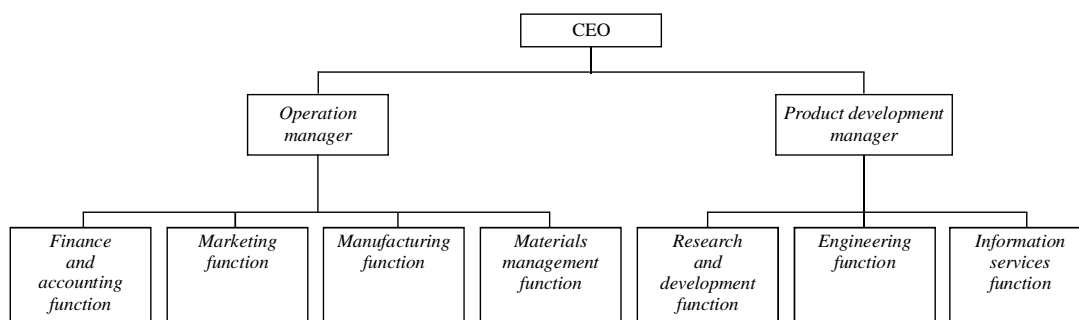 CEO
Operation
manager
Product development
manager
Finance
and
accounting
function
Marketing
function
Manufacturing
function
Materials
management function
Research
and
development
function
Engineering
function
Information
services
function